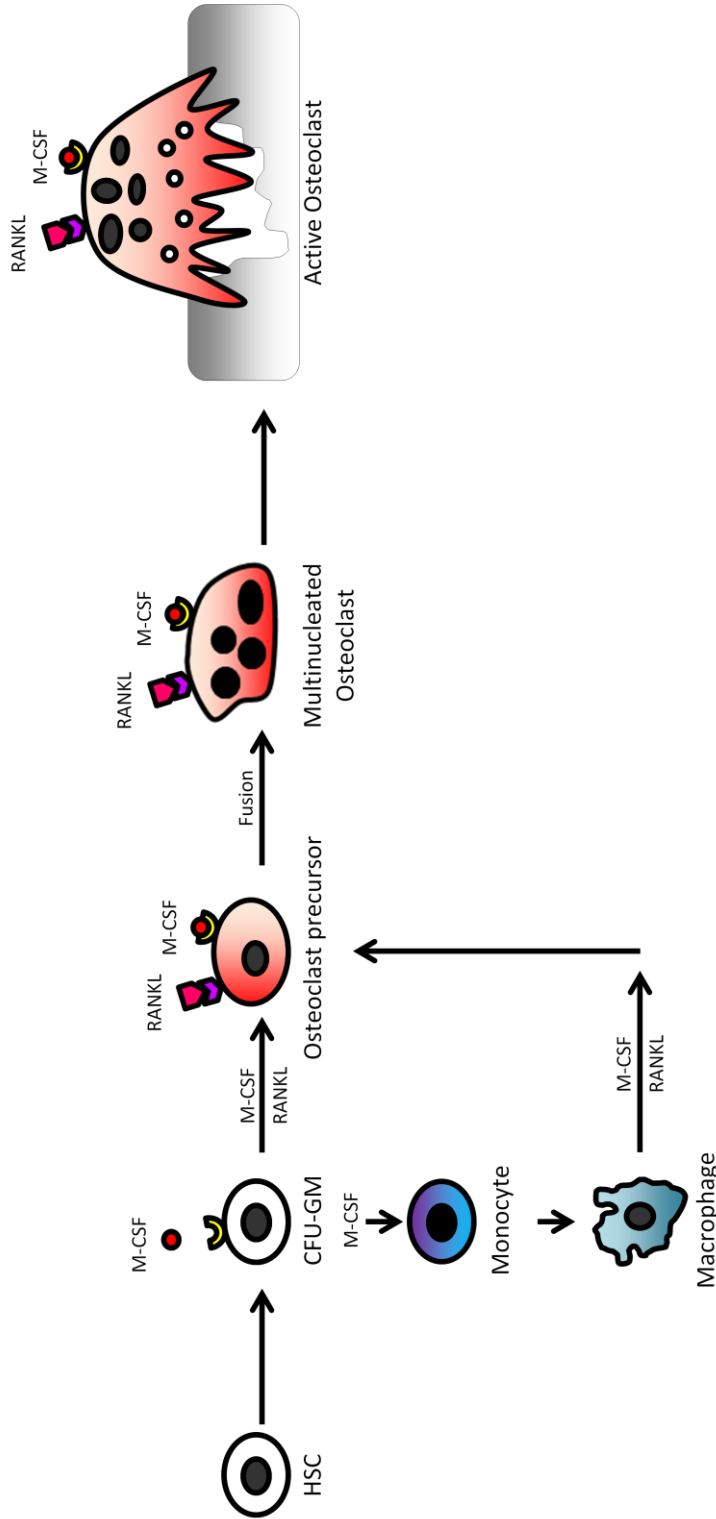 HSC
M-CSF
CFU-GM
M-CSF
Monocyte
Macrophage
M-CSF
RANKL
M-CSF
RANKL
RANKL
M-CSF
Osteoclast precursor
Fusion
RANKL
M-CSF
Multinucleated
Osteoclast
RANKL
M-CSF
Active Osteoclast